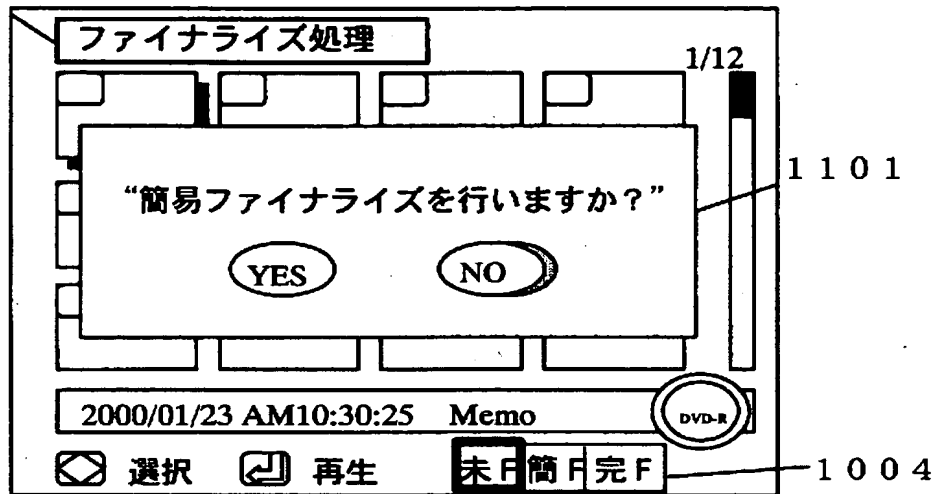 ファイナライズ処理
1/12
1101
“簡易ファイナライズを行いますか？”
YES NO
2000/01/23 AM10:30:25 Memo DVD-R
選択 再生 未F 簡F 完F 1004